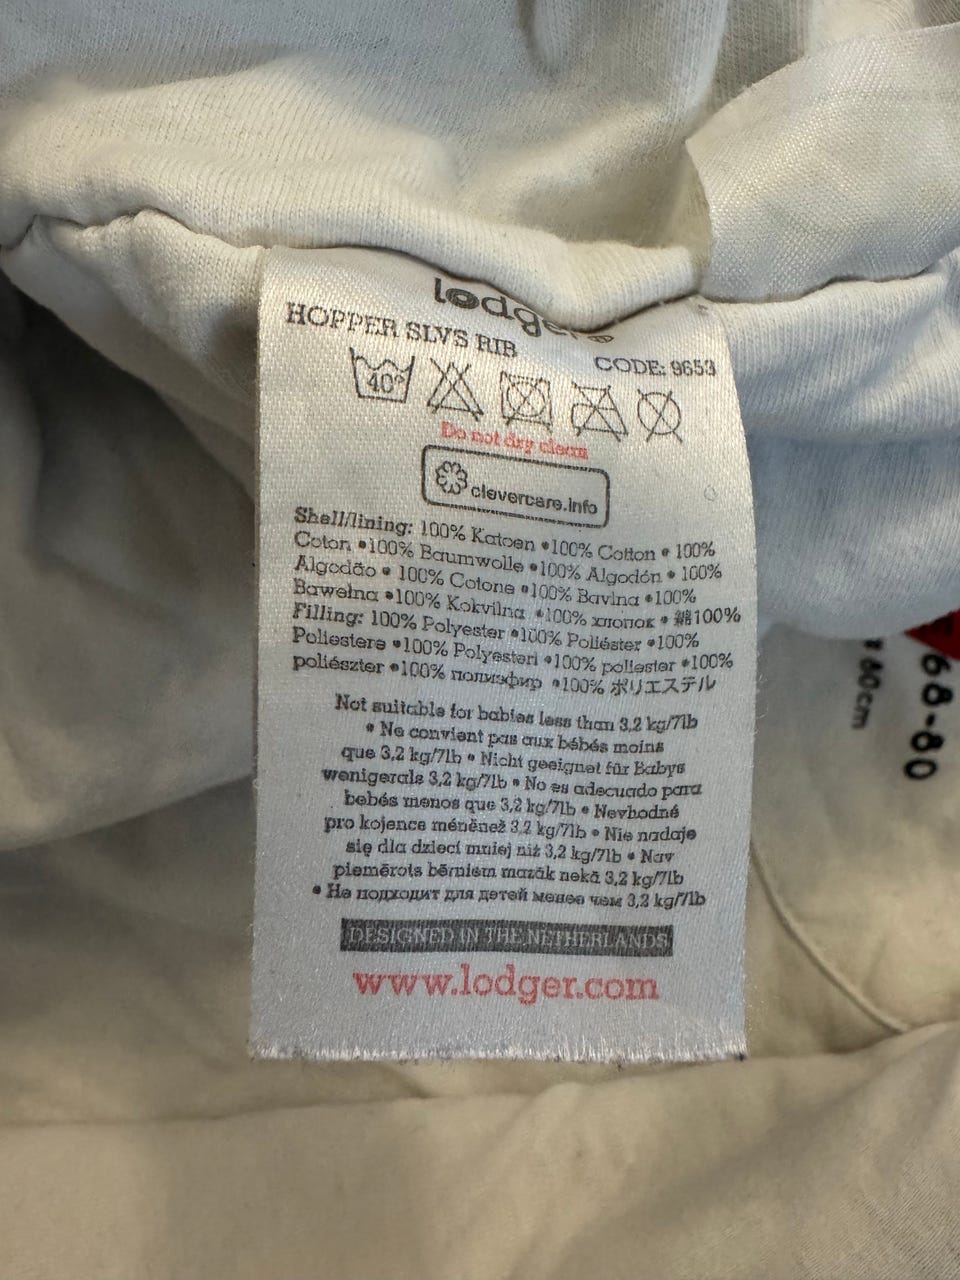 lodger
HOPPER SLVS RIB
CODE: 9653
40°
Do not dry clean
clevercare.info
Shell/lining: 100% Katoen • 100% Cotton • 100%
Coton • 100% Baumwolle • 100% Algodón • 100%
Algodão • 100% Cotone • 100% Bavlna • 100%
Bawełna • 100% Kokvilna • 100% хлопок • 綿100%
Filling: 100% Polyester • 100% Poliéster • 100%
Poliestere • 100% Polyesteri • 100% poliester • 100%
poliészter • 100% полиэфир • 100% ポリエステル
Not suitable for babies less than 3,2 kg/7lb
• Ne convient pas aux bébés moins
que 3,2 kg/7lb • Nicht geeignet für Babys
wenigerals 3,2 kg/7lb • No es adecuado para
bebés menos que 3,2 kg/7lb • Nevhodné
pro kojence méněnež 3,2 kg/7lb • Nie nadaje
się dla dzieci mniej niż 3,2 kg/7lb • Nav
piemērots bērniem mazāk nekā 3,2 kg/7lb
• Не подходит для детей менее чем 3,2 kg/7lb
DESIGNED IN THE NETHERLANDS
www.lodger.com
68-80
60cm